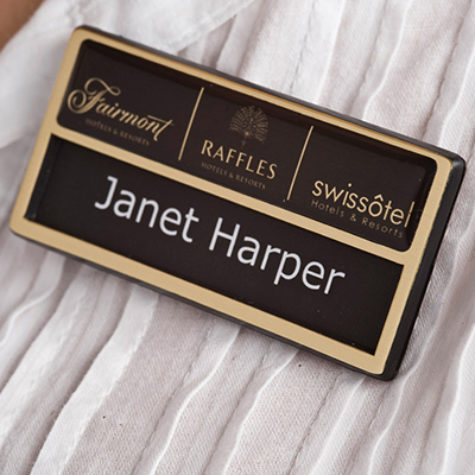 Fairmont
HOTELS & RESORTS
RAFFLES
HOTELS & RESORTS
swissôtel
Hotels & Resorts
Janet Harper